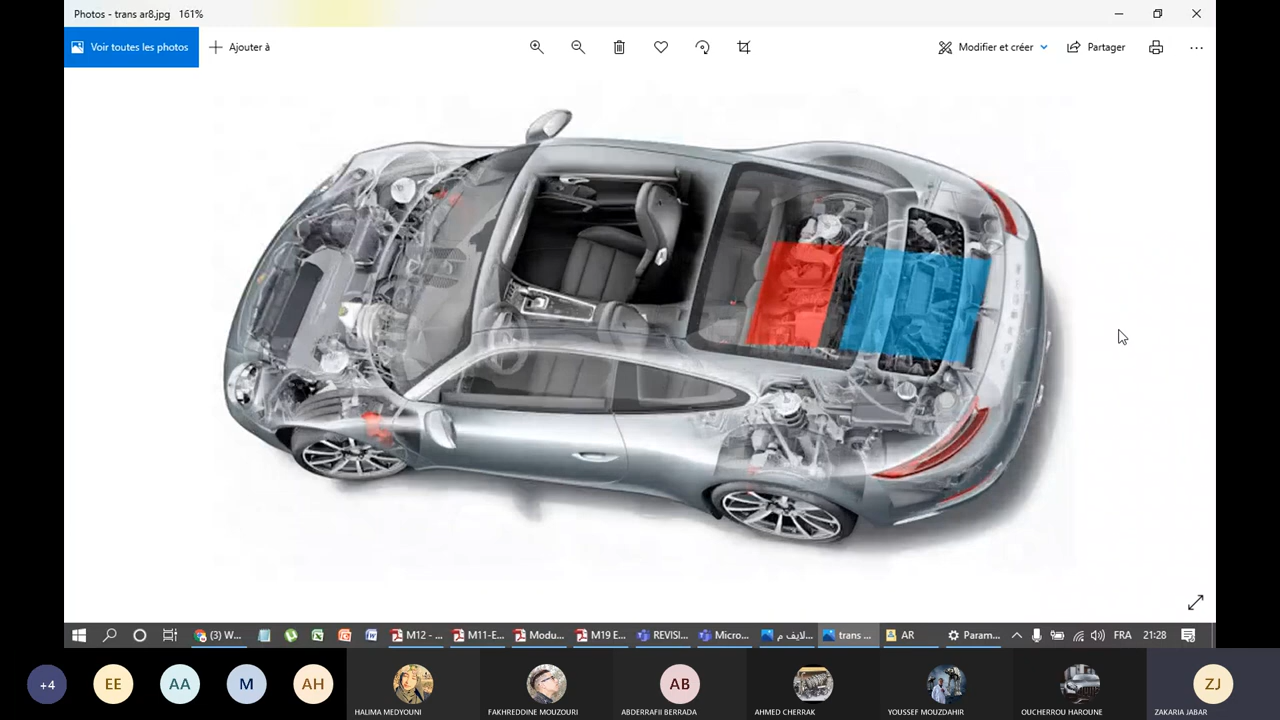 Photos - trans ar8.jpg 161%
Voir toutes les photos
Ajouter à
Modifier et créer
Partager
(3) W...
M12 - ...
M11-E...
Modu...
M19 E...
REVISI...
Micro...
لايف م...
trans ...
AR
Param...
FRA
21:28
+4
EE
AA
M
AH
AB
ZJ
HALIMA MEDYOUNI
FAKHREDDINE MOUZOURI
ABDERRAFII BERRADA
AHMED CHERRAK
YOUSSEF MOUZDAHIR
OUCHERROU HAROUNE
ZAKARIA JABAR